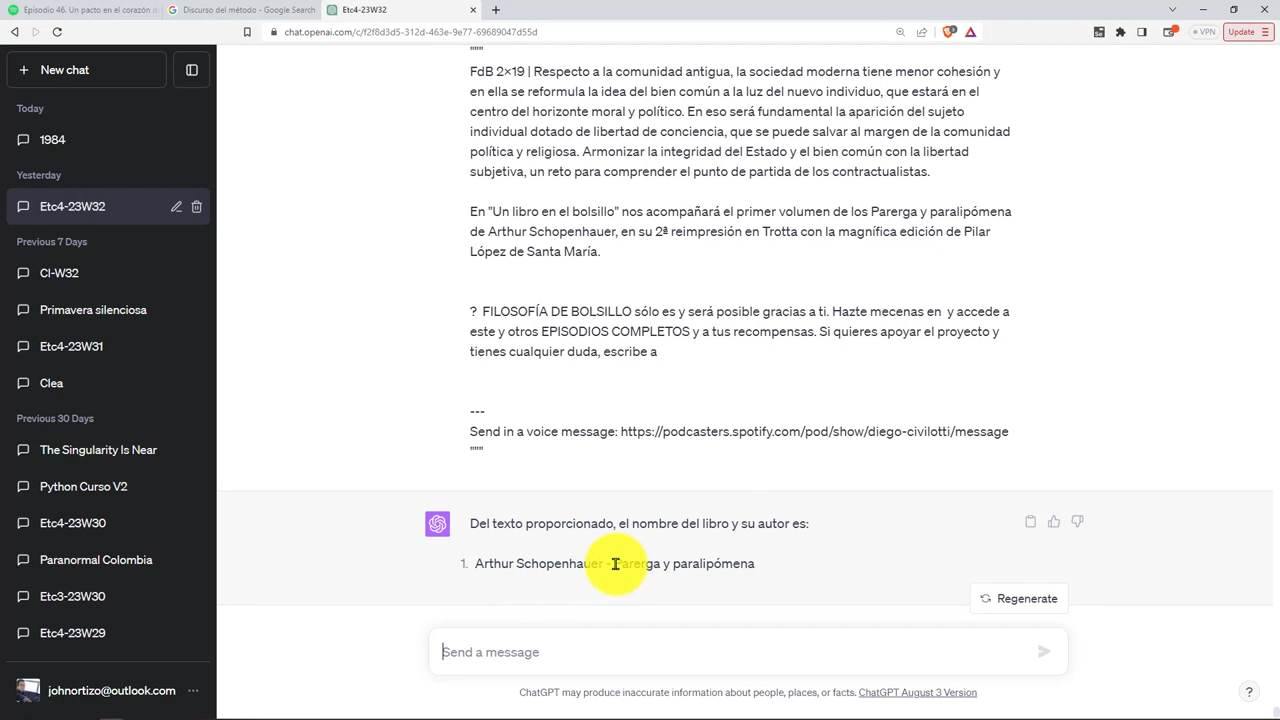 Episodio 46. Un pacto en el corazón d
Discurso del método - Google Search
Etc4-23W32
chat.openai.com/c/f2f8d3d5-312d-463e-9e77-69689047d55d
VPN
Update
New chat
Today
1984
Yesterday
Etc4-23W32
Previous 7 Days
CI-W32
Primavera silenciosa
Etc4-23W31
Clea
Previous 30 Days
The Singularity Is Near
Python Curso V2
Etc4-23W30
Paranormal Colombia
Etc3-23W30
Etc4-23W29
johnortizo@outlook.com
"""
FdB 2×19 | Respecto a la comunidad antigua, la sociedad moderna tiene menor cohesión y
en ella se reformula la idea del bien común a la luz del nuevo individuo, que estará en el
centro del horizonte moral y político. En eso será fundamental la aparición del sujeto
individual dotado de libertad de conciencia, que se puede salvar al margen de la comunidad
política y religiosa. Armonizar la integridad del Estado y el bien común con la libertad
subjetiva, un reto para comprender el punto de partida de los contractualistas.
En "Un libro en el bolsillo" nos acompañará el primer volumen de los Parerga y paralipómena
de Arthur Schopenhauer, en su 2ª reimpresión en Trotta con la magnífica edición de Pilar
López de Santa María.
? FILOSOFÍA DE BOLSILLO sólo es y será posible gracias a ti. Hazte mecenas en  y accede a
este y otros EPISODIOS COMPLETOS y a tus recompensas. Si quieres apoyar el proyecto y
tienes cualquier duda, escribe a
---
Send in a voice message: https://podcasters.spotify.com/pod/show/diego-civilotti/message
"""
Del texto proporcionado, el nombre del libro y su autor es:
1. Arthur Schopenhauer - Parerga y paralipómena
Regenerate
Send a message
ChatGPT may produce inaccurate information about people, places, or facts. ChatGPT August 3 Version
?